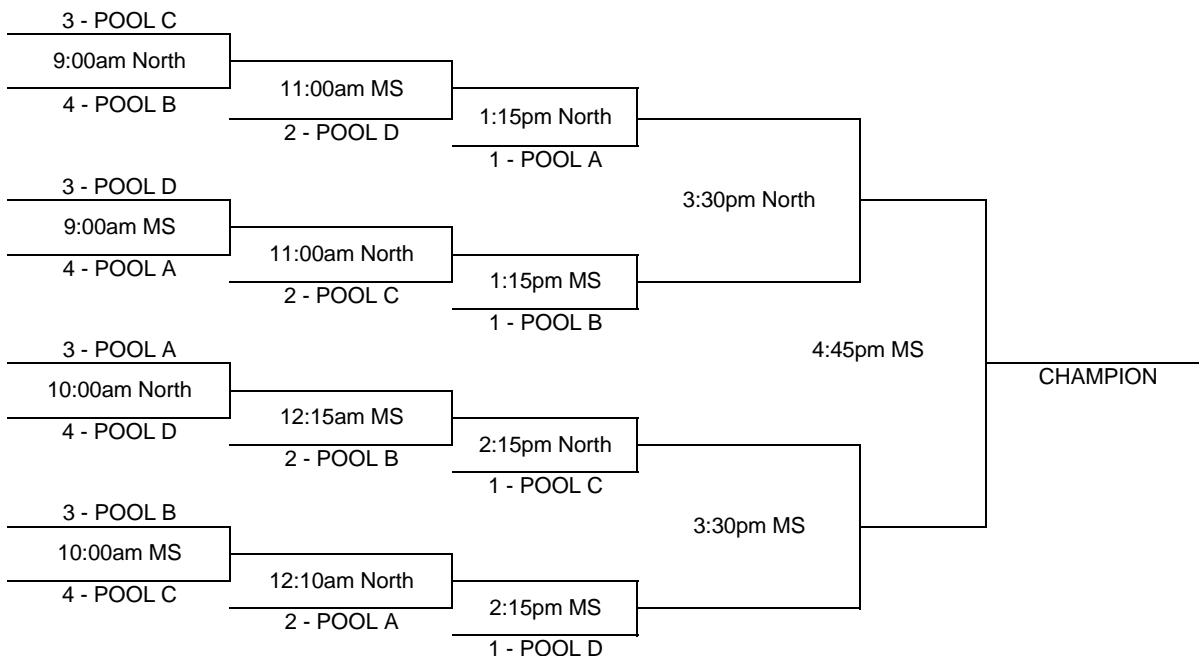 3 - POOL C
9:00am North
4 - POOL B
11:00am MS
2 - POOL D
1:15pm North
1 - POOL A
3 - POOL D
9:00am MS
4 - POOL A
11:00am North
2 - POOL C
1:15pm MS
1 - POOL B
3:30pm North
3 - POOL A
10:00am North
4 - POOL D
12:15am MS
2 - POOL B
2:15pm North
1 - POOL C
3 - POOL B
10:00am MS
4 - POOL C
12:10am North
2 - POOL A
2:15pm MS
1 - POOL D
3:30pm MS
4:45pm MS
CHAMPION